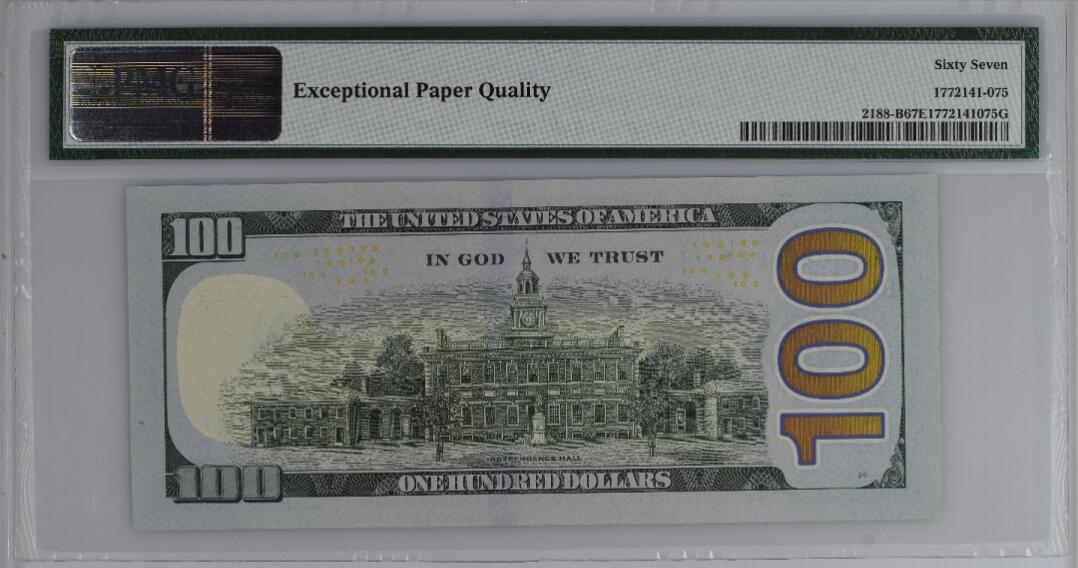 PMG
Exceptional Paper Quality
Sixty Seven
1772141-075
2188-B67E1772141075G
100
THE UNITED STATES OF AMERICA
IN GOD WE TRUST
100
INDEPENDENCE HALL
100
ONE HUNDRED DOLLARS